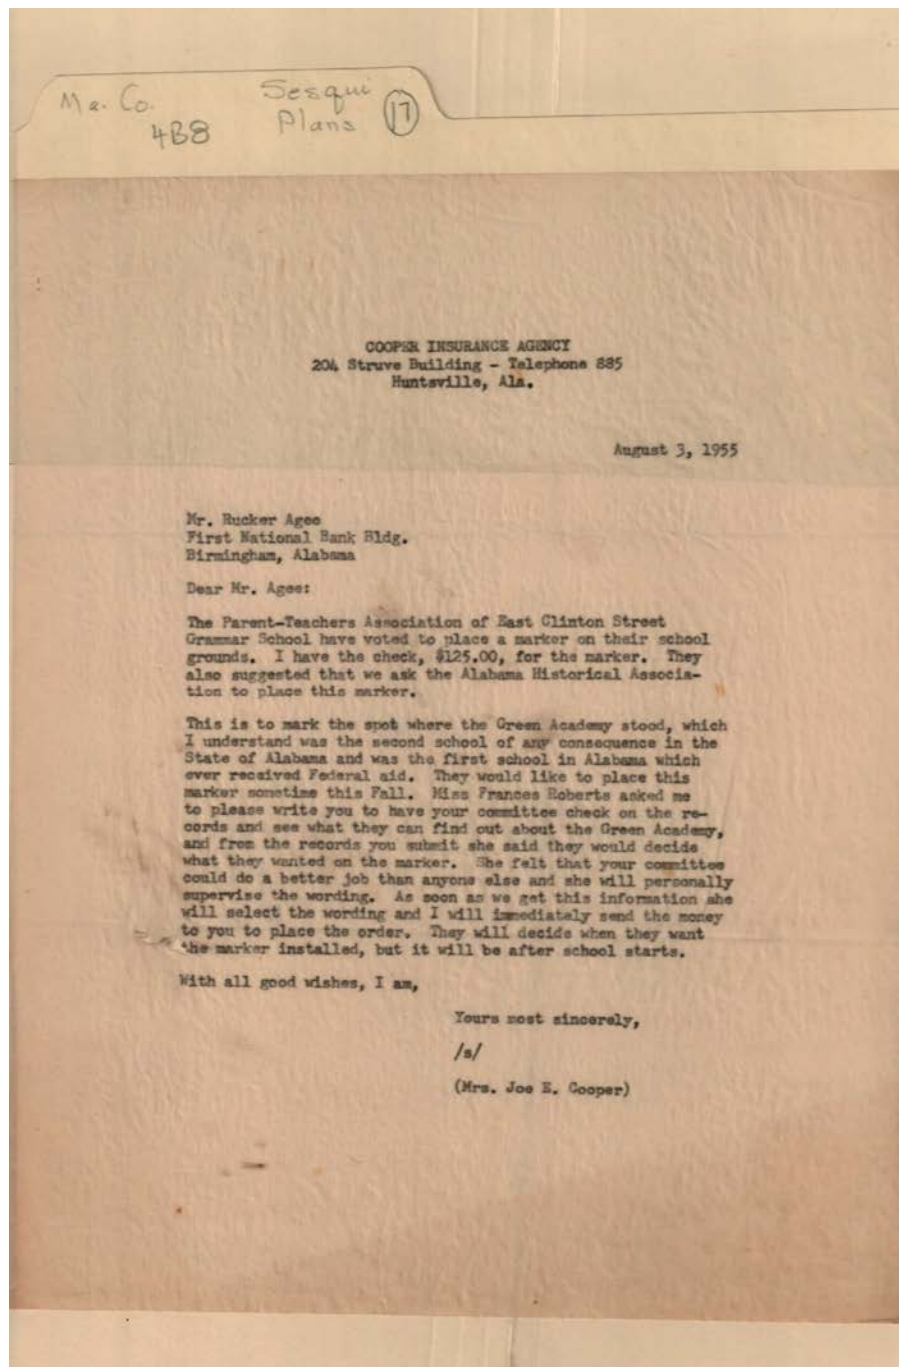 Ma. Co. Sesqui
4B8 Plans 17
COOPER INSURANCE AGENCY
204 Struve Building - Telephone 885
Huntsville, Ala.
August 3, 1955
Mr. Rucker Agee
First National Bank Bldg.
Birmingham, Alabama
Dear Mr. Agee:
The Parent-Teachers Association of East Clinton Street
Grammar School have voted to place a marker on their school
grounds. I have the check, $125.00, for the marker. They
also suggested that we ask the Alabama Historical Associa-
tion to place this marker.
This is to mark the spot where the Green Academy stood, which
I understand was the second school of any consequence in the
State of Alabama and was the first school in Alabama which
ever received Federal aid. They would like to place this
marker sometime this Fall. Miss Frances Roberts asked me
to please write you to have your committee check on the re-
cords and see what they can find out about the Green Academy,
and from the records you submit she said they would decide
what they wanted on the marker. She felt that your committee
could do a better job than anyone else and she will personally
supervise the wording. As soon as we get this information she
will select the wording and I will immediately send the money
to you to place the order. They will decide when they want
the marker installed, but it will be after school starts.
With all good wishes, I am,
Yours most sincerely,
/s/
(Mrs. Joe E. Cooper)